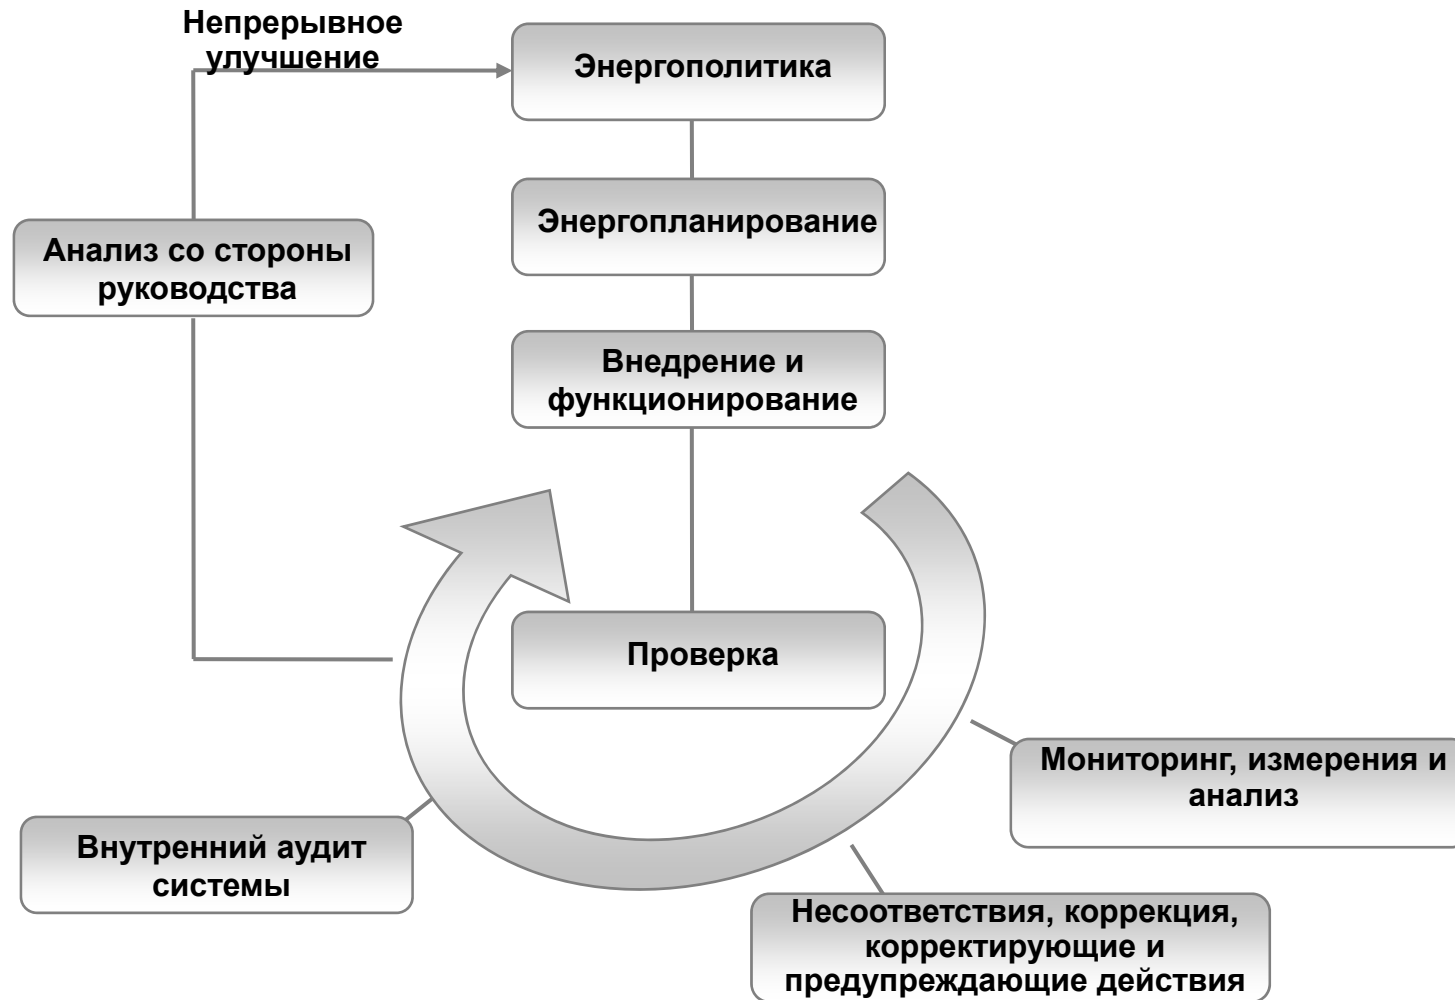 Непрерывное
улучшение
Энергополитика
Энергопланирование
Анализ со стороны
руководства
Внедрение и
функционирование
Проверка
Мониторинг, измерения и
анализ
Внутренний аудит
системы
Несоответствия, коррекция,
корректирующие и
предупреждающие действия